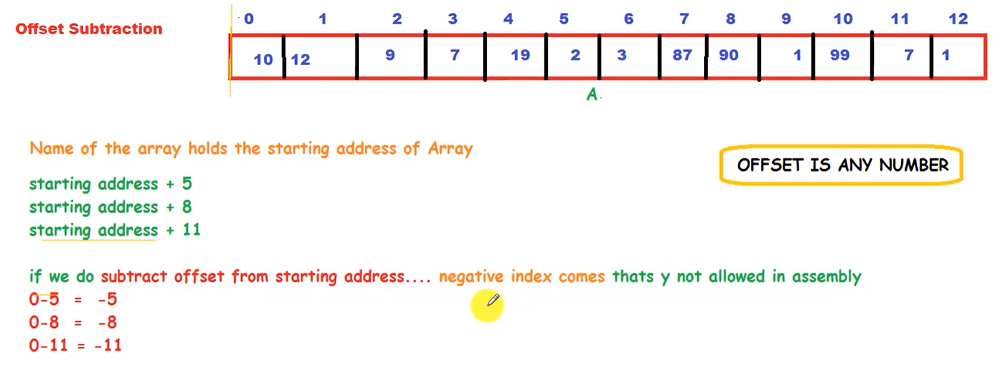 Offset Subtraction
0 1 2 3 4 5 6 7 8 9 10 11 12
10 12 9 7 19 2 3 87 90 1 99 7 1
A
Name of the array holds the starting address of Array
OFFSET IS ANY NUMBER
starting address + 5
starting address + 8
starting address + 11
if we do subtract offset from starting address.... negative index comes thats y not allowed in assembly
0-5 = -5
0-8 = -8
0-11 = -11